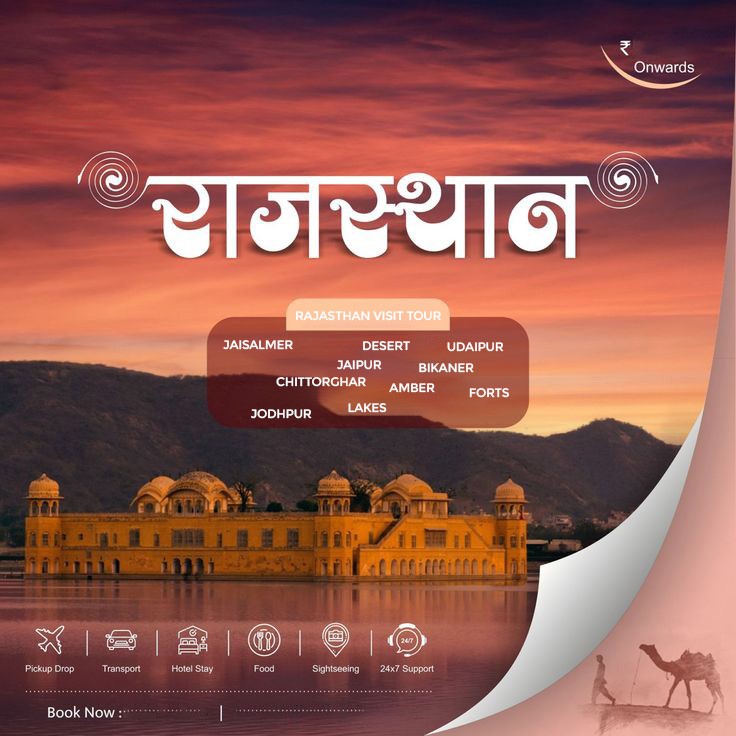 ₹
Onwards
राजस्थान
RAJASTHAN VISIT TOUR
JAISALMER DESERT UDAIPUR
JAIPUR BIKANER
CHITTORGHAR AMBER FORTS
JODHPUR LAKES
Pickup Drop Transport Hotel Stay Food Sightseeing 24/7 24x7 Support
Book Now :